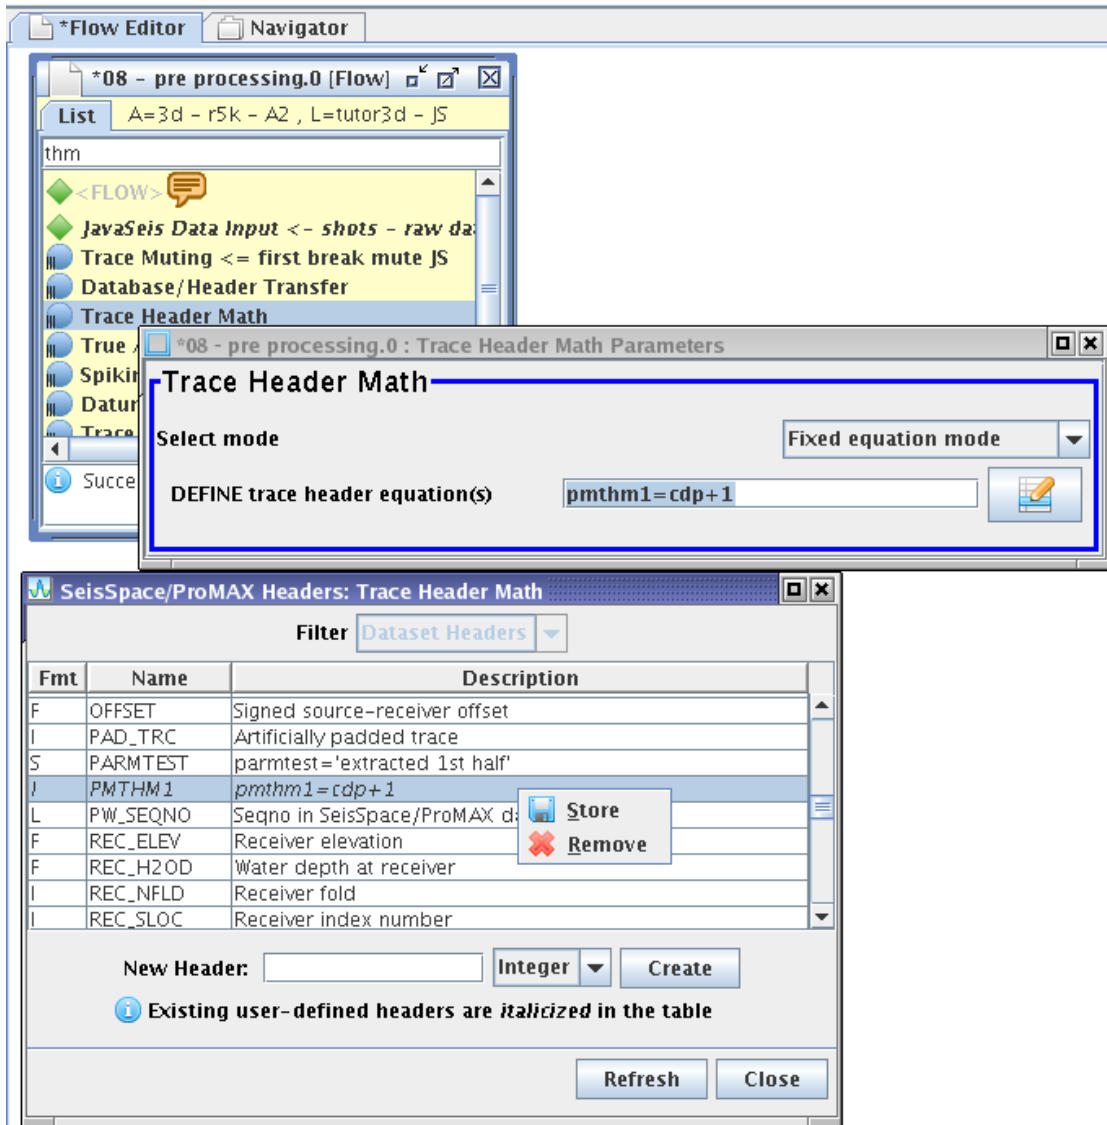 *Flow Editor Navigator
*08 - pre processing.0 [Flow]
List A=3d - r5k - A2 , L=tutor3d - JS
thm
<FLOW>
JavaSeis Data Input <- shots - raw
Trace Muting <= first break mute JS
Database/Header Transfer
Trace Header Math
True
*08 - pre processing.0 : Trace Header Math Parameters
Trace Header Math
Select mode Fixed equation mode
DEFINE trace header equation(s) pmthm1=cdp+1
Trace
SeisSpace/ProMAX Headers: Trace Header Math
Filter Dataset Headers
Fmt Name Description
F OFFSET Signed source-receiver offset
I PAD_TRC Artificially padded trace
S PARMTEST parmtest='extracted 1st half'
I PMTHM1 pmthm1=cdp+1
L PW_SEQNO Seqno in SeisSpace/ProMAX
F REC_ELEV Receiver elevation
F REC_H2OD Water depth at receiver
I REC_NFLD Receiver fold
I REC_SLOC Receiver index number
Store
Remove
New Header: Integer Create
Existing user-defined headers are italicized in the table
Refresh Close